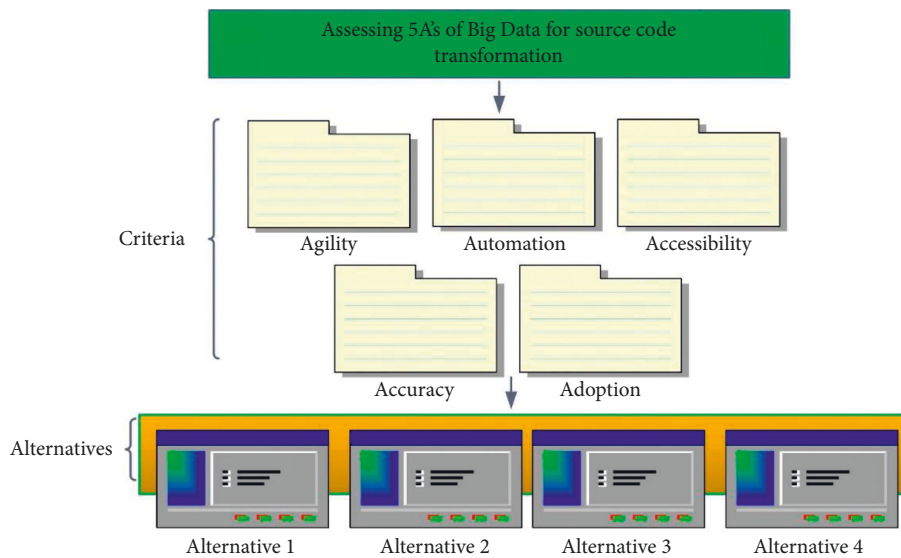 Assessing 5A's of Big Data for source code
transformation
Criteria
Agility
Automation
Accessibility
Accuracy
Adoption
Alternatives
Alternative 1
Alternative 2
Alternative 3
Alternative 4